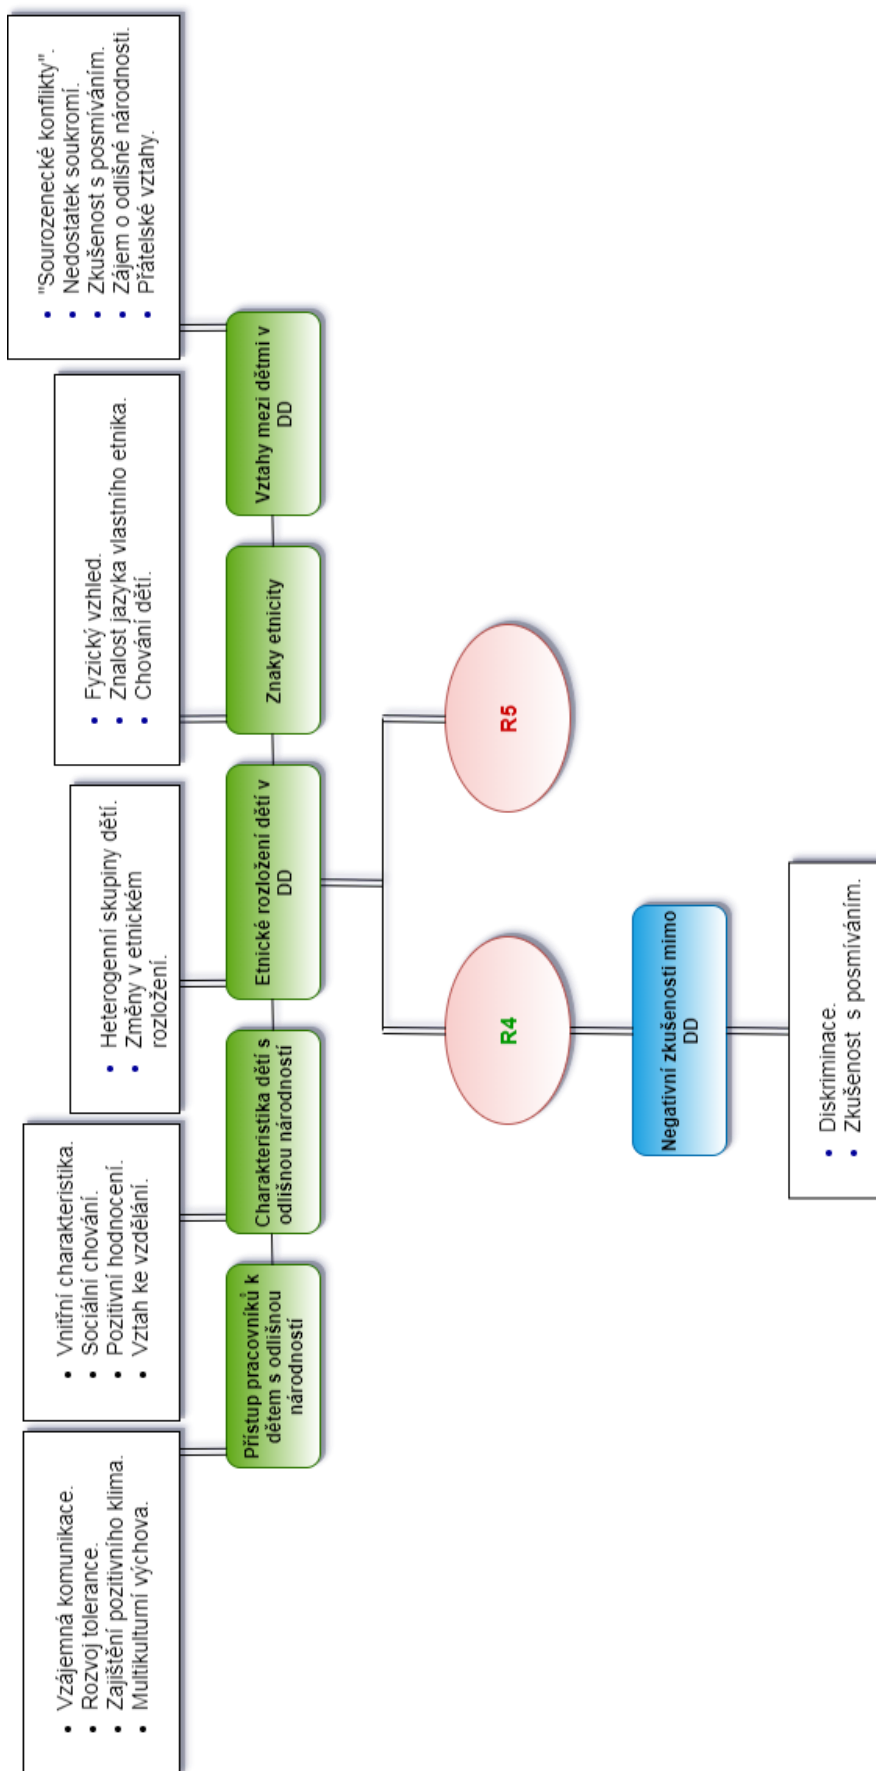 Vzájemná komunikace.
Rozvoj tolerance.
Zajištění pozitivního klima.
Multikulturní výchova.
Vnitřní charakteristika.
Sociální chování.
Pozitivní hodnocení.
Vztah ke vzdělání.
Heterogenní skupiny dětí.
Změny v etnickém
rozložení.
Fyzický vzhled.
Znalost jazyka vlastního etnika.
Chování dětí.
"Sourozenecké konflikty".
Nedostatek soukromí.
Zkušenost s posmíváním.
Zájem o odlišné národnosti.
Přátelské vztahy.
Přístup pracovníků k
dětem s odlišnou
národností
Charakteristika dětí s
odlišnou národností
Etnické rozložení dětí v
DD
Znaky etnicity
Vztahy mezi dětmi v
DD
R4
R5
Negativní zkušenosti mimo
DD
Diskriminace.
Zkušenost s posmíváním.